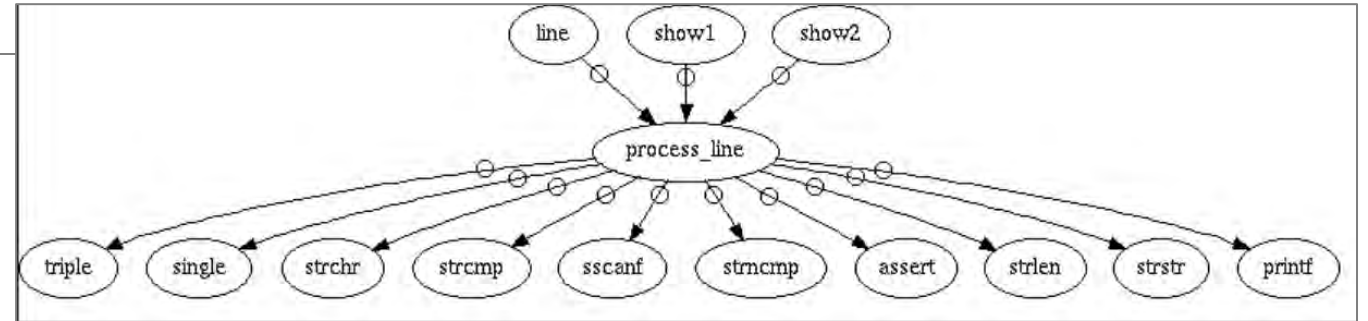 line show1 show2
process_line
triple single strchr strcmp sscanf strncmp assert strlen strstr printf